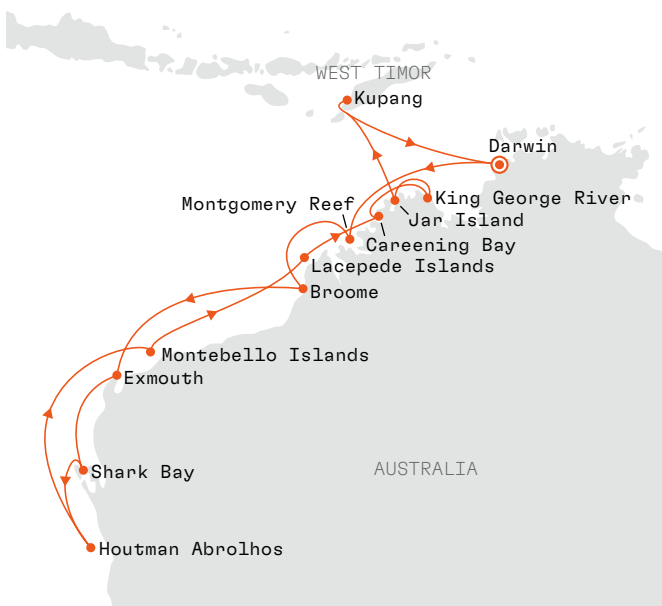 WEST TIMOR
Kupang
Darwin
Montgomery Reef
King George River
Jar Island
Careening Bay
Lacepede Islands
Broome
Montebello Islands
Exmouth
Shark Bay
AUSTRALIA
Houtman Abrolhos